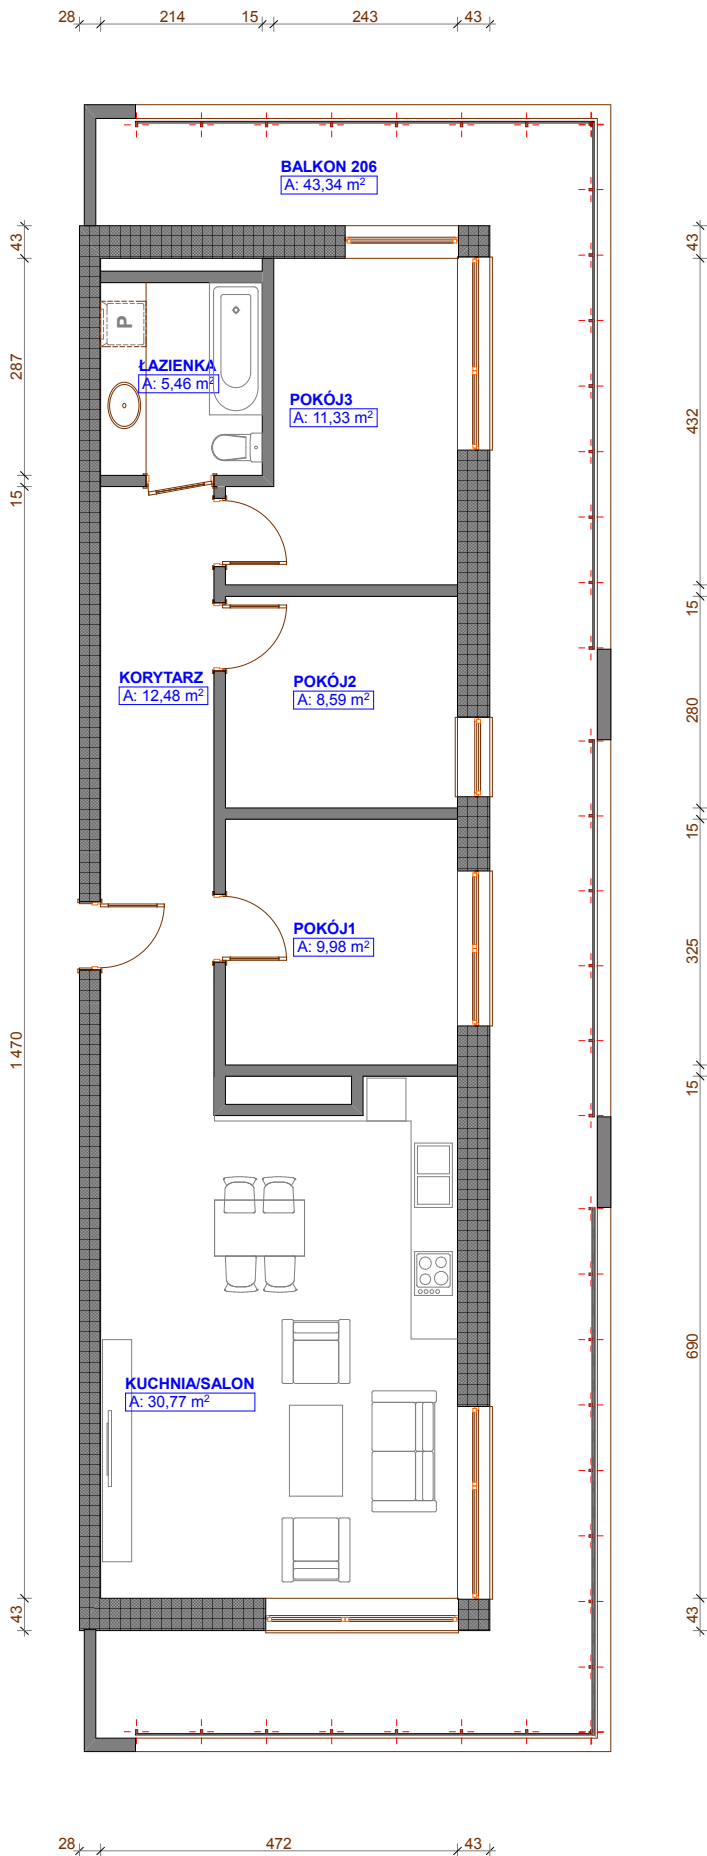 28 214 15 243 43
BALKON 206
A: 43,34 m²
43
43
P
ŁAZIENKA
A: 5,46 m²
287
POKÓJ3
A: 11,33 m²
432
15
15
KORYTARZ
A: 12,48 m²
POKÓJ2
A: 8,59 m²
280
15
POKÓJ1
A: 9,98 m²
325
1 470
15
690
KUCHNIA/SALON
A: 30,77 m²
43
43
28 472 43